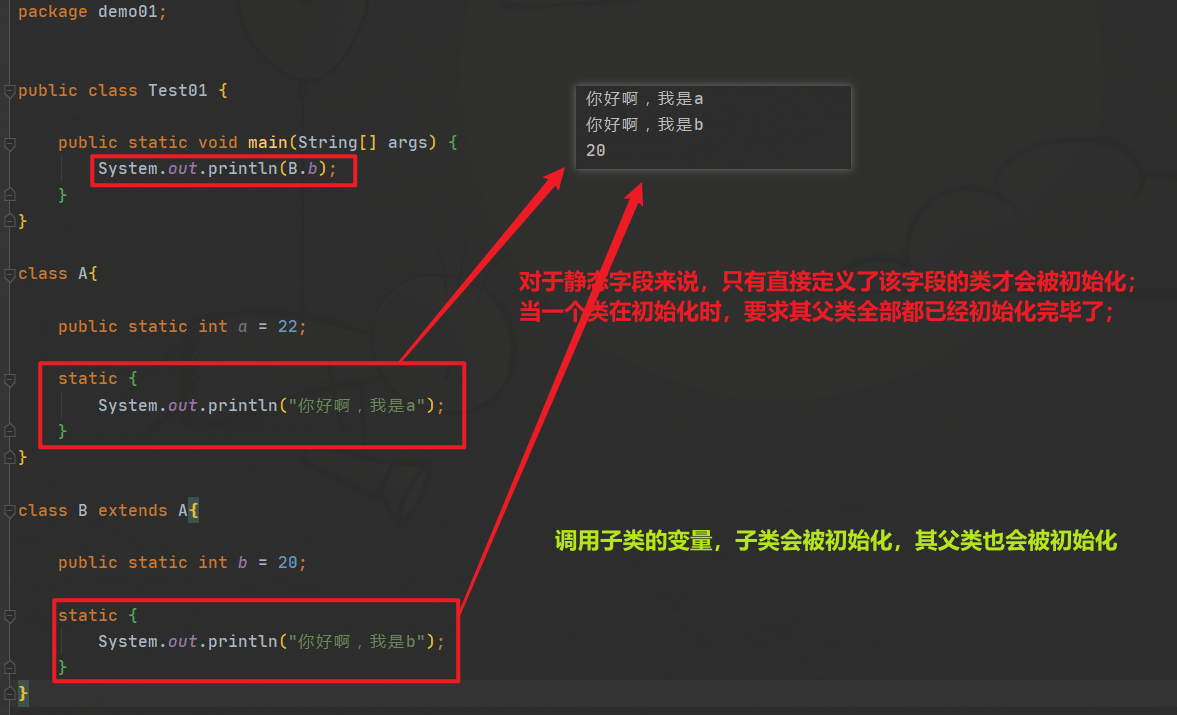 package demo01;
public class Test01 {
public static void main(String[] args) {
System.out.println(B.b);
}
}
你好啊，我是a
你好啊，我是b
20
class A{
public static int a = 22;
static {
System.out.println("你好啊，我是a");
}
}
对于静态字段来说，只有直接定义了该字段的类才会被初始化；
当一个类在初始化时，要求其父类全部都已经初始化完毕了；
class B extends A{
public static int b = 20;
static {
System.out.println("你好啊，我是b");
}
}
调用子类的变量，子类会被初始化，其父类也会被初始化